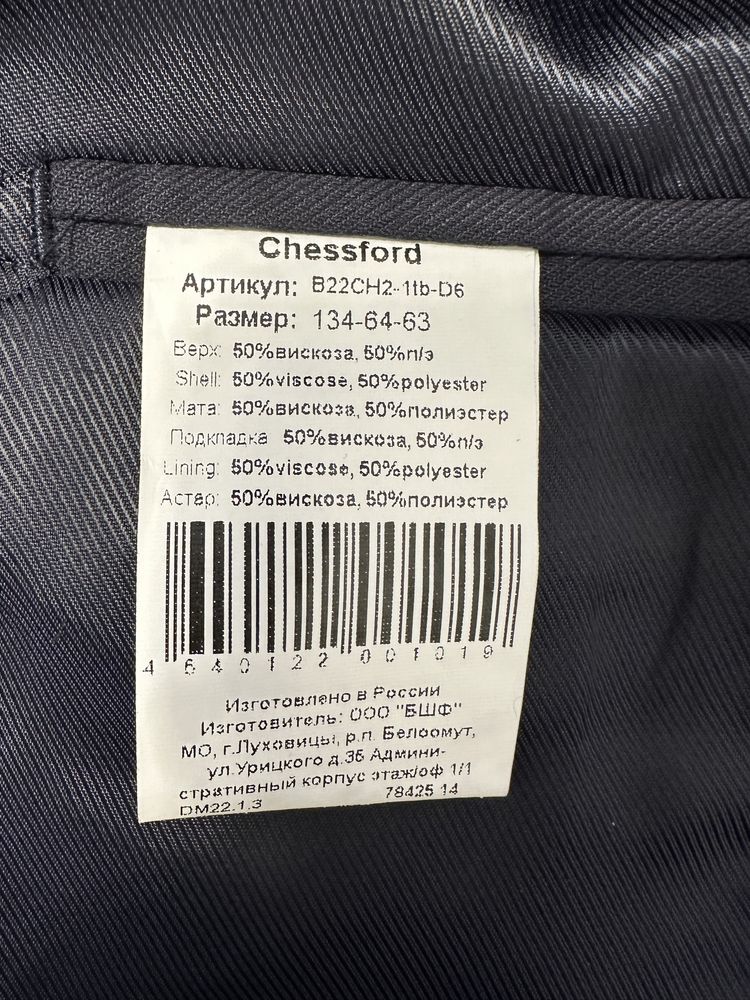 Chessford
Артикул: B22CH2-1tb-D6
Размер: 134-64-63
Верх: 50%вискоза, 50%п/э
Shell: 50%viscose, 50%polyester
Мата: 50%вискоза, 50%полиэстер
Подкладка 50%вискоза, 50%п/э
Lining: 50%viscose, 50%polyester
Астар: 50%вискоза, 50%полиэстер
4 640122 001019
Изготовлено в России
Изготовитель: ООО "БШФ"
МО, г.Луховицы, р.п. Белоомут,
ул.Урицкого д.36 Админи-
стративный корпус этаж/оф 1/1
DM22.1.3 78425 14